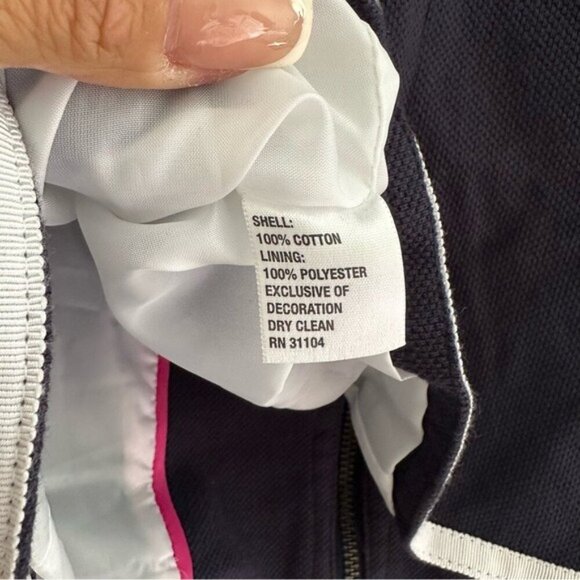 SHELL:
100% COTTON
LINING:
100% POLYESTER
EXCLUSIVE OF
DECORATION
DRY CLEAN
RN 31104